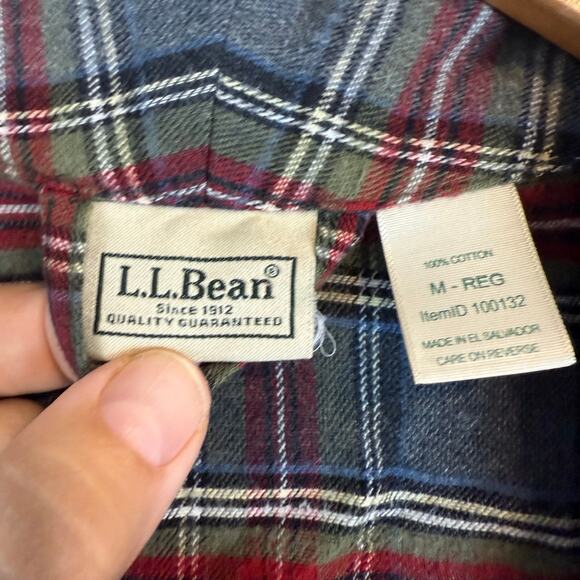 L.L.Bean®
Since 1912
QUALITY GUARANTEED
100% COTTON
M - REG
ItemID 100132
MADE IN EL SALVADOR
CARE ON REVERSE